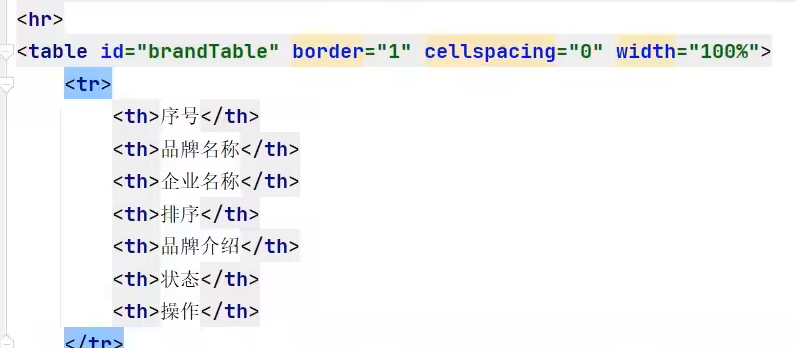 <hr>
<table id="brandTable" border="1" cellspacing="0" width="100%">
<tr>
<th>序号</th>
<th>品牌名称</th>
<th>企业名称</th>
<th>排序</th>
<th>品牌介绍</th>
<th>状态</th>
<th>操作</th>
</tr>